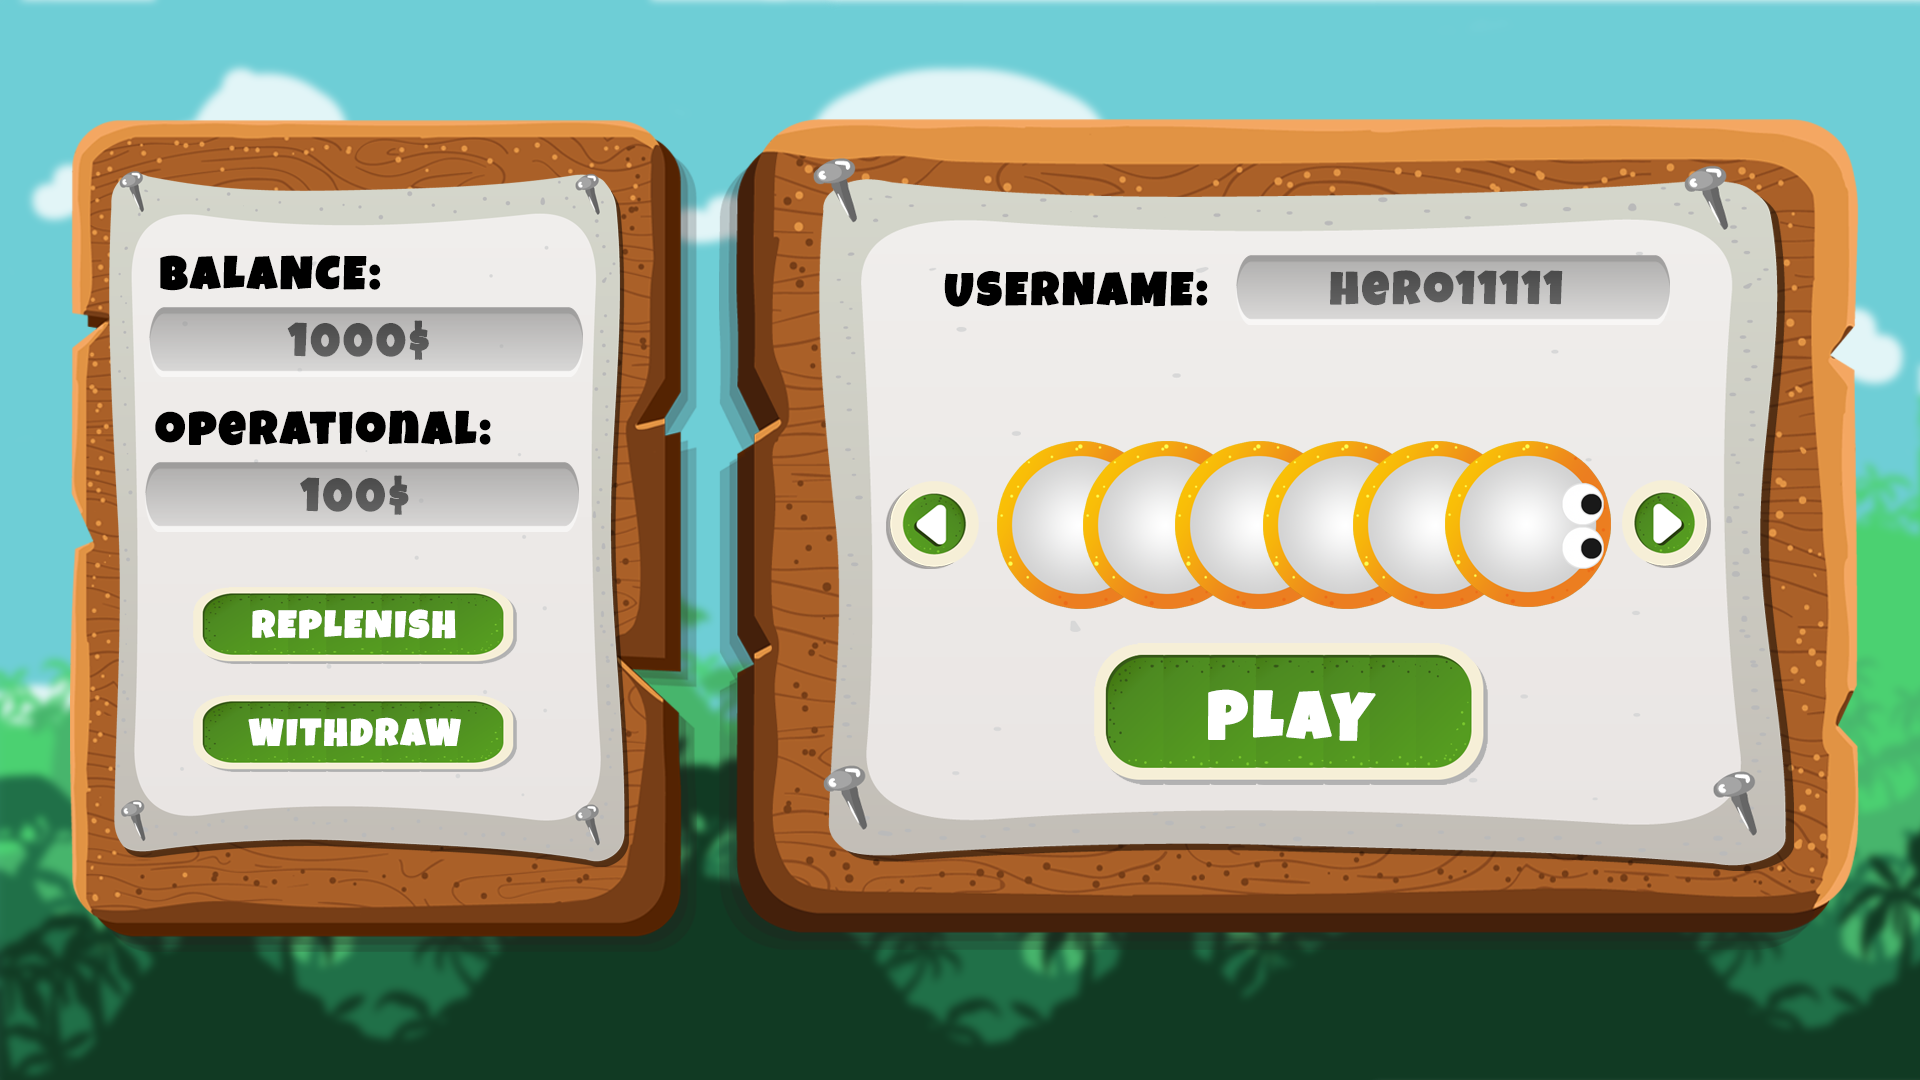 BALANCE:
1000$
OPeRATIONAL:
100$
REPLENISH
WITHDRAW
USERNAME:
HeRO11111
PLAY